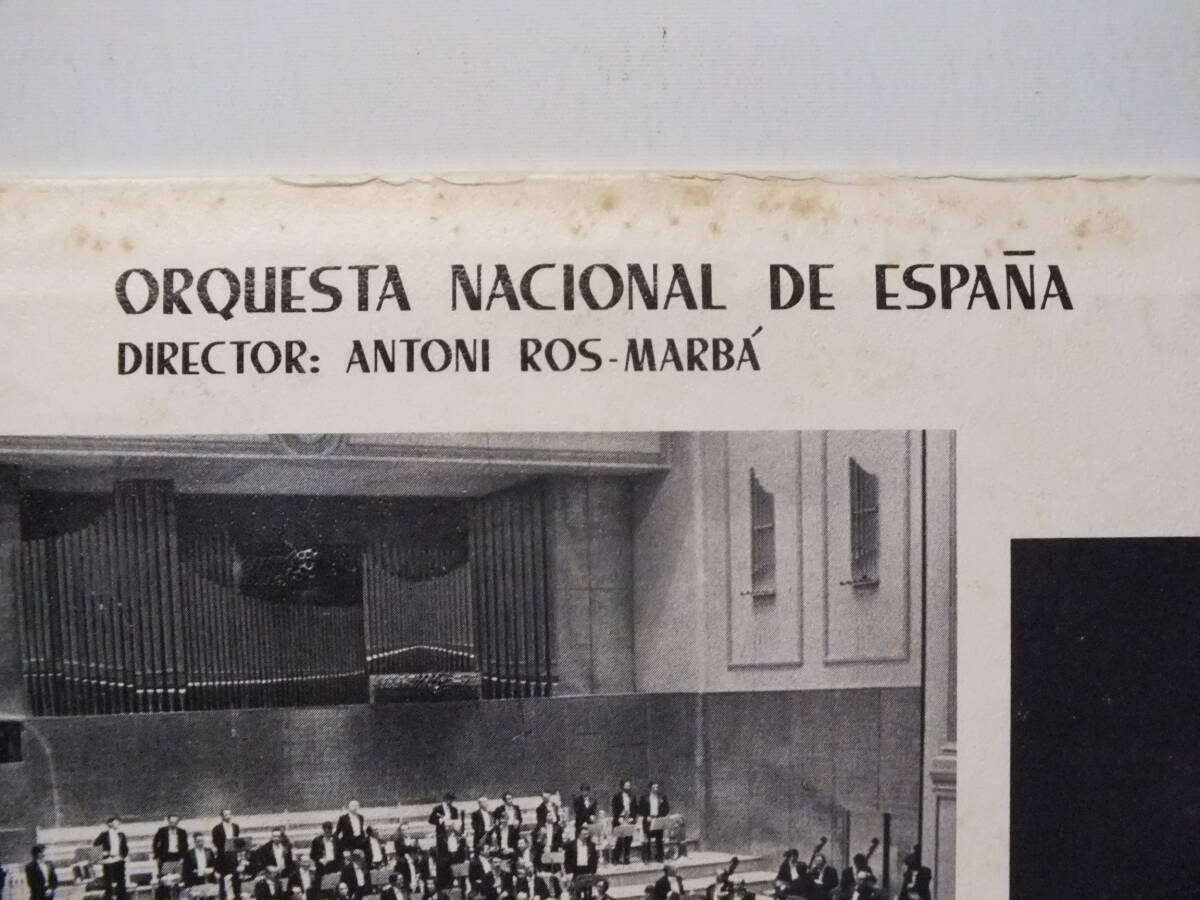 ORQUESTA NACIONAL DE ESPAÑA
DIRECTOR: ANTONI ROS-MARBÁ